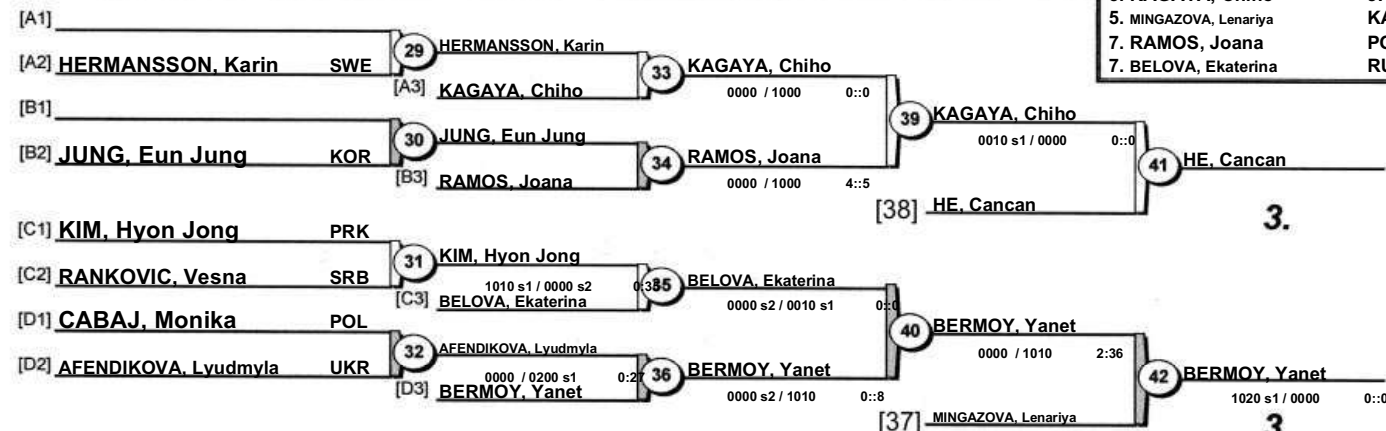 5. MINGAZOVA, Lenariya
7. RAMOS, Joana
7. BELOVA, Ekaterina
[A1]
[A2] HERMANSSON, Karin SWE
29 HERMANSSON, Karin
[A3] KAGAYA, Chiho
33 KAGAYA, Chiho
0000 / 1000 0::0
[B1]
[B2] JUNG, Eun Jung KOR
30 JUNG, Eun Jung
[B3] RAMOS, Joana
34 RAMOS, Joana
0000 / 1000 4::5
39 KAGAYA, Chiho
0010 s1 / 0000 0::0
[38] HE, Cancan
41 HE, Cancan
3.
[C1] KIM, Hyon Jong PRK
[C2] RANKOVIC, Vesna SRB
31 KIM, Hyon Jong
1010 s1 / 0000 s2
[C3] BELOVA, Ekaterina
35 BELOVA, Ekaterina
0000 s2 / 0010 s1 0::0
[D1] CABAJ, Monika POL
[D2] AFENDIKOVA, Lyudmyla UKR
32 AFENDIKOVA, Lyudmyla
0000 / 0200 s1 0:27
[D3] BERMOY, Yanet
36 BERMOY, Yanet
0000 s2 / 1010 0::8
40 BERMOY, Yanet
0000 / 1010 2:36
[37] MINGAZOVA, Lenariya
42 BERMOY, Yanet
1020 s1 / 0000 0::0
3.